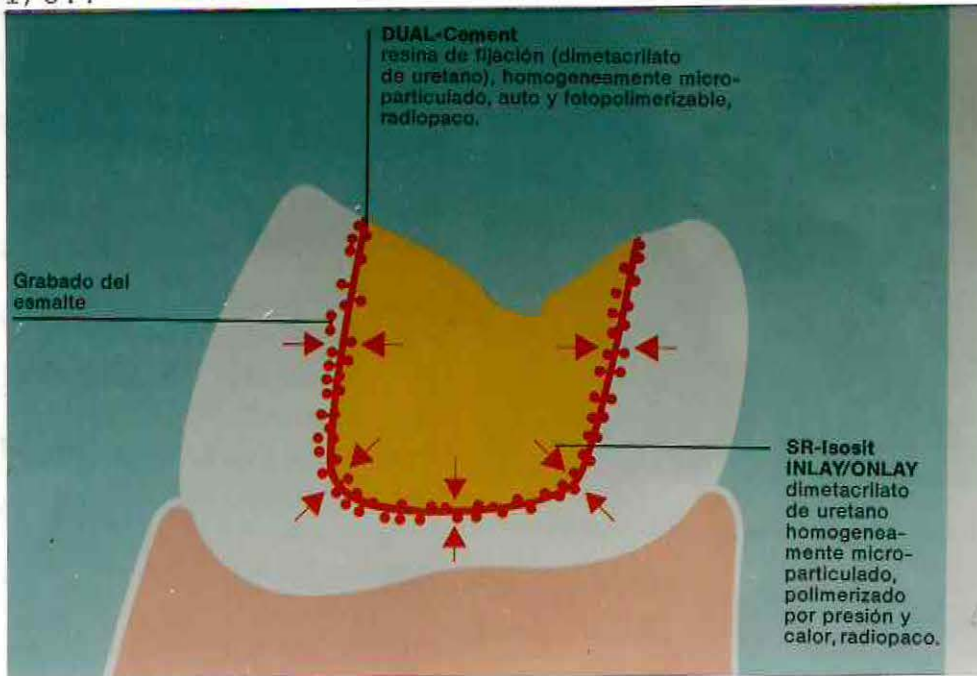 DUAL-Cement
resina de fijación (dimetacrilato
de uretano), homogeneamente micro-
particulado, auto y fotopolimerizable,
radiopaco.
Grabado del
esmalte
SR-Isosit
INLAY/ONLAY
dimetacrilato
de uretano
homogenea-
mente micro-
particulado,
polimerizado
por presión y
calor, radiopaco.